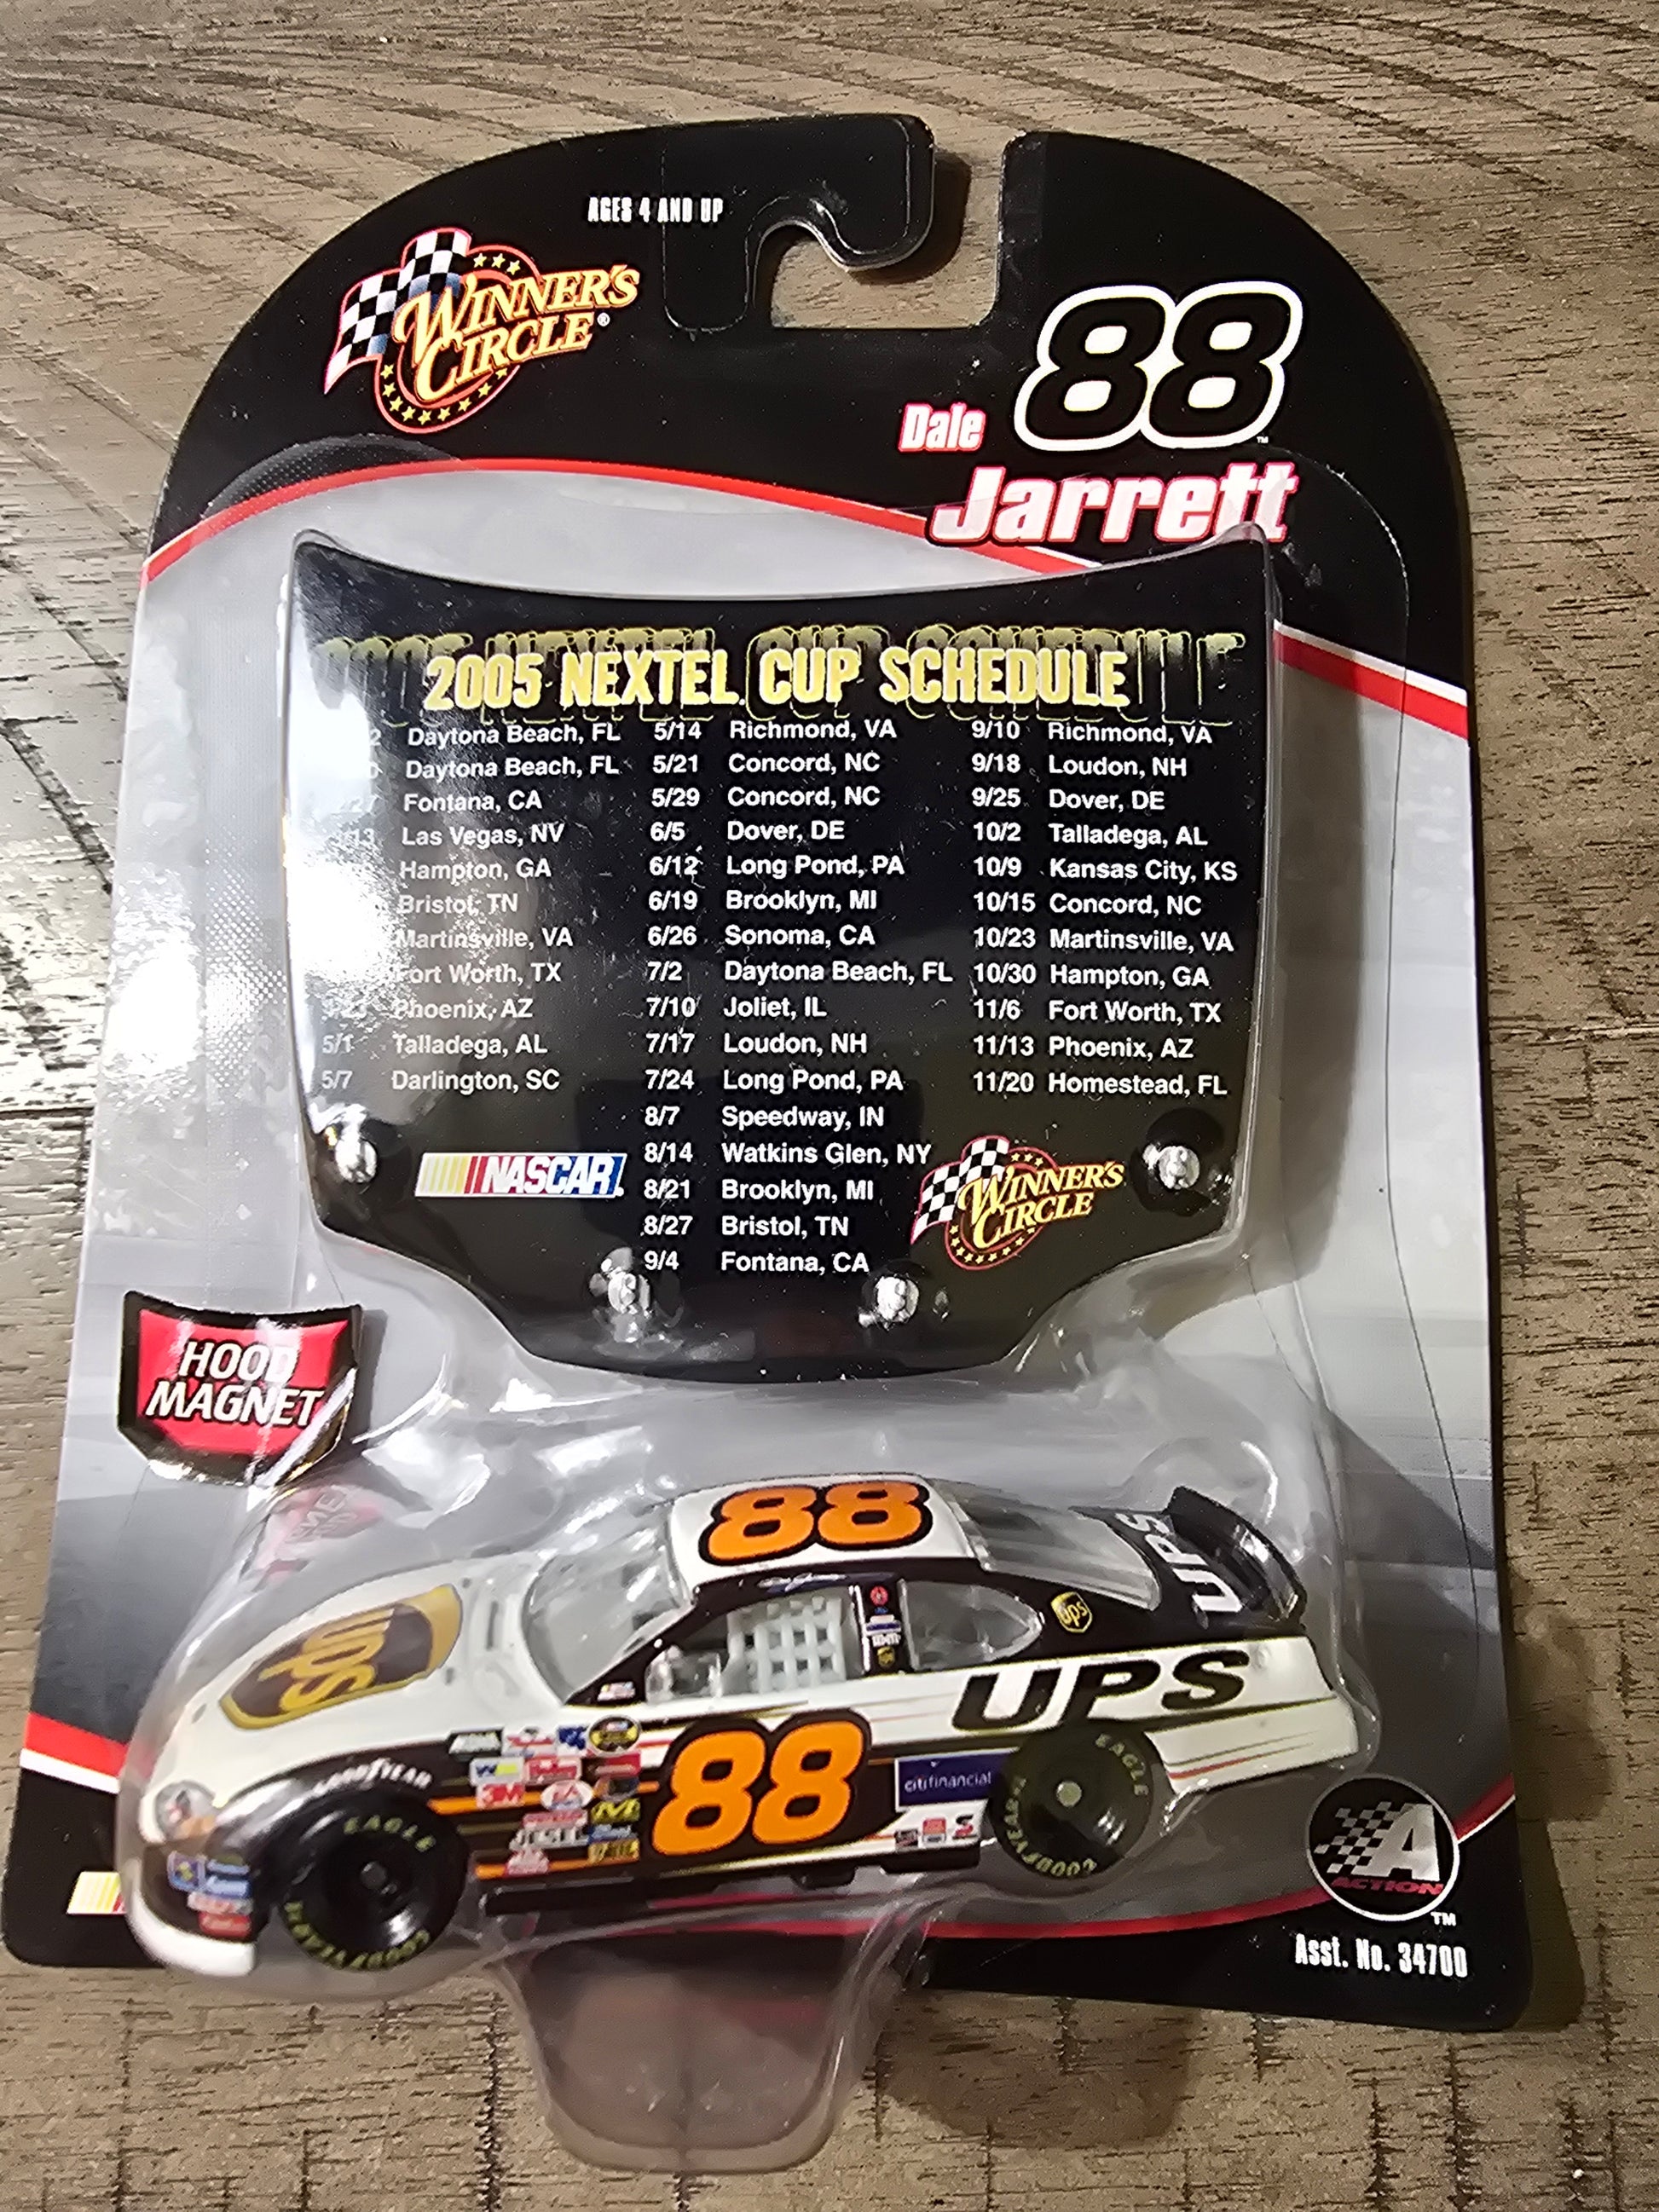 AGES 4 AND UP
WINNER'S
CIRCLE®
88
Dale
Jarrett
2005 NEXTEL CUP SCHEDULE
Daytona Beach, FL
Daytona Beach, FL
Fontana, CA
Las Vegas, NV
Hampton, GA
Bristol, TN
Martinsville, VA
Fort Worth, TX
Phoenix, AZ
5/1 Talladega, AL
5/7 Darlington, SC
5/14 Richmond, VA
5/21 Concord, NC
5/29 Concord, NC
6/5 Dover, DE
6/12 Long Pond, PA
6/19 Brooklyn, MI
6/26 Sonoma, CA
7/2 Daytona Beach, FL
7/10 Joliet, IL
7/17 Loudon, NH
7/24 Long Pond, PA
8/7 Speedway, IN
8/14 Watkins Glen, NY
8/21 Brooklyn, MI
8/27 Bristol, TN
9/4 Fontana, CA
9/10 Richmond, VA
9/18 Loudon, NH
9/25 Dover, DE
10/2 Talladega, AL
10/9 Kansas City, KS
10/15 Concord, NC
10/23 Martinsville, VA
10/30 Hampton, GA
11/6 Fort Worth, TX
11/13 Phoenix, AZ
11/20 Homestead, FL
NASCAR
WINNER'S
CIRCLE
HOOD
MAGNET
88
UPS
ups
ups
UPS
88
citifinancial
3M
GOODYEAR
EAGLE
GOODYEAR
EAGLE
GOODYEAR
A
ACTION
TM
Asst. No. 34700